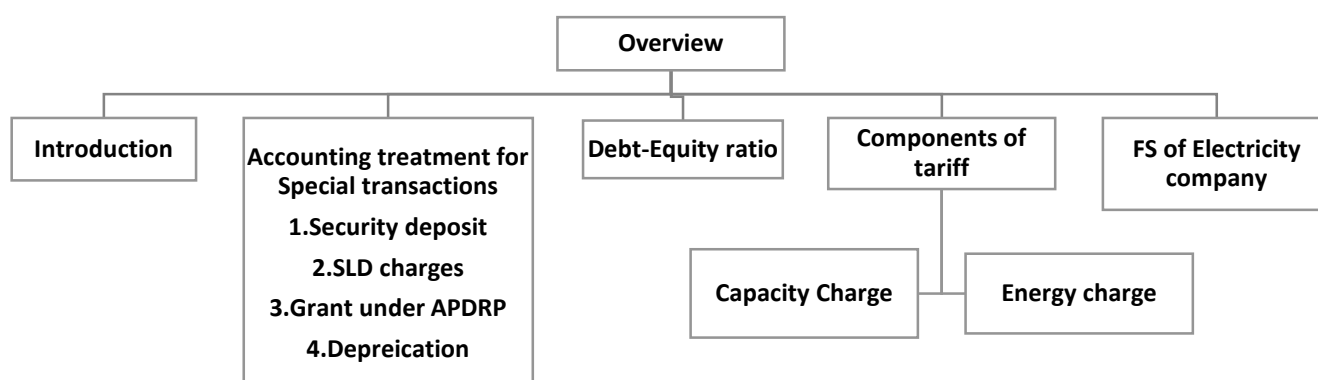 Overview
Introduction
Accounting treatment for
Special transactions
1.Security deposit
2.SLD charges
3.Grant under APDRP
4.Depreication
Debt-Equity ratio
Components of
tariff
Capacity Charge
Energy charge
FS of Electricity
company